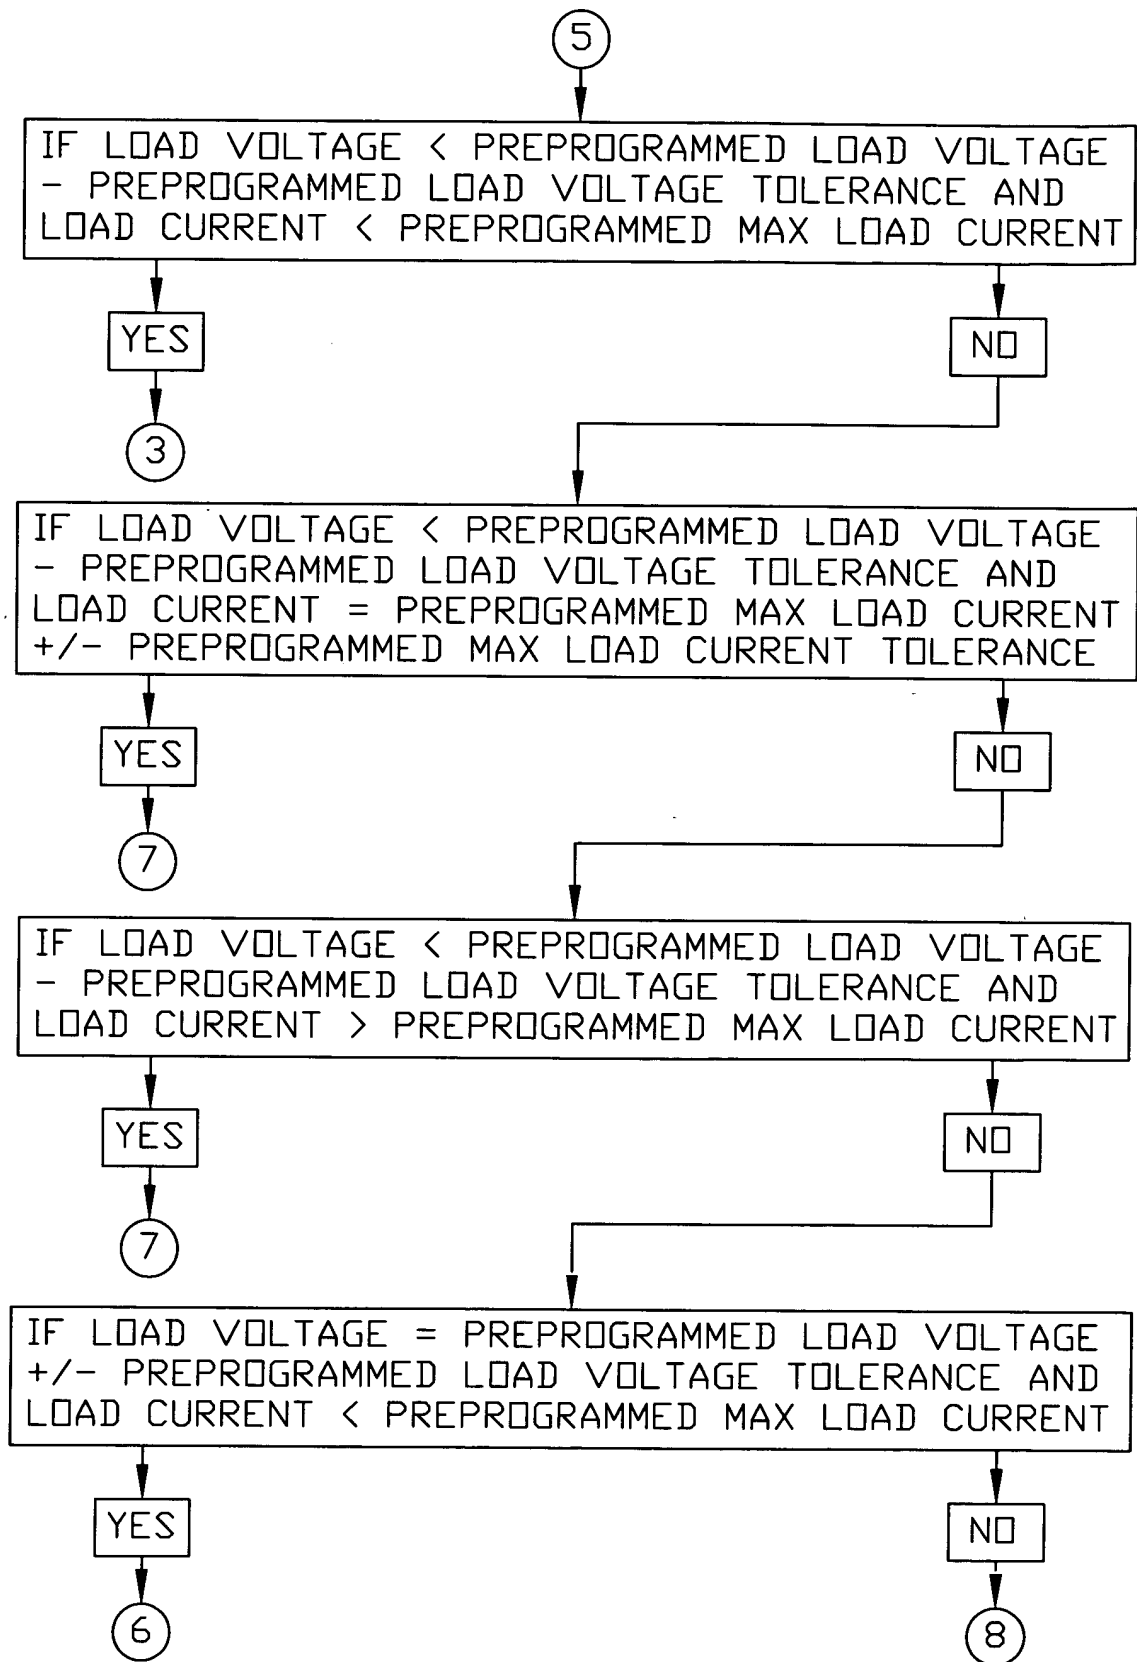 5
IF LOAD VOLTAGE < PREPROGRAMMED LOAD VOLTAGE
- PREPROGRAMMED LOAD VOLTAGE TOLERANCE AND
LOAD CURRENT < PREPROGRAMMED MAX LOAD CURRENT
YES
NO
3
IF LOAD VOLTAGE < PREPROGRAMMED LOAD VOLTAGE
- PREPROGRAMMED LOAD VOLTAGE TOLERANCE AND
LOAD CURRENT = PREPROGRAMMED MAX LOAD CURRENT
+/- PREPROGRAMMED MAX LOAD CURRENT TOLERANCE
YES
NO
7
IF LOAD VOLTAGE < PREPROGRAMMED LOAD VOLTAGE
- PREPROGRAMMED LOAD VOLTAGE TOLERANCE AND
LOAD CURRENT > PREPROGRAMMED MAX LOAD CURRENT
YES
NO
7
IF LOAD VOLTAGE = PREPROGRAMMED LOAD VOLTAGE
+/- PREPROGRAMMED LOAD VOLTAGE TOLERANCE AND
LOAD CURRENT < PREPROGRAMMED MAX LOAD CURRENT
YES
NO
6
8